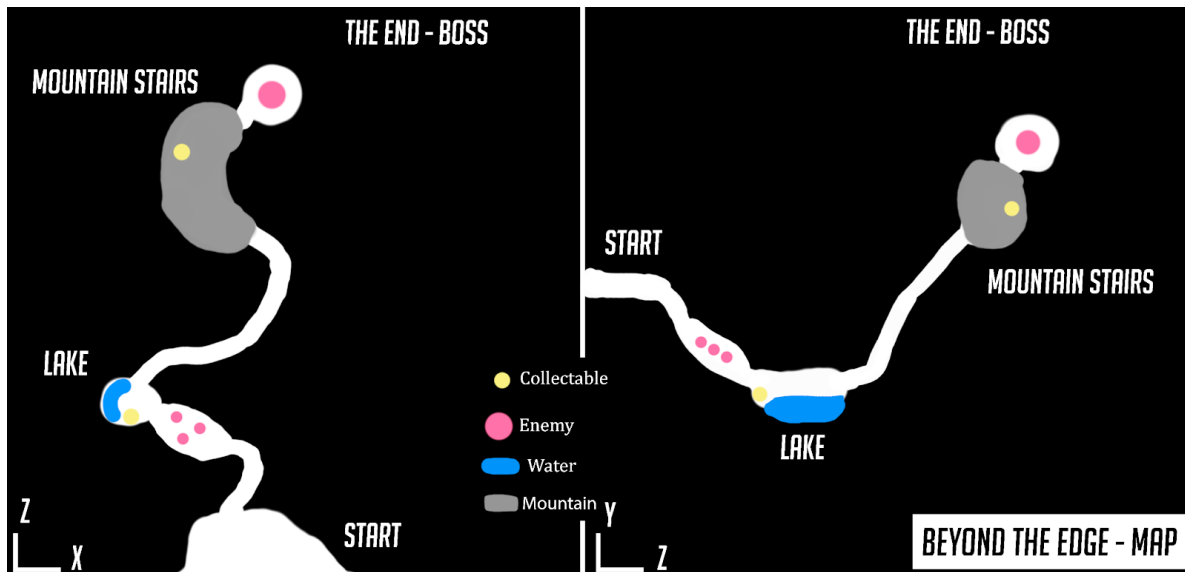 THE END - BOSS
MOUNTAIN STAIRS
LAKE
Z
X
START
Collectable
Enemy
Water
Mountain
THE END - BOSS
START
MOUNTAIN STAIRS
LAKE
Y
Z
BEYOND THE EDGE - MAP